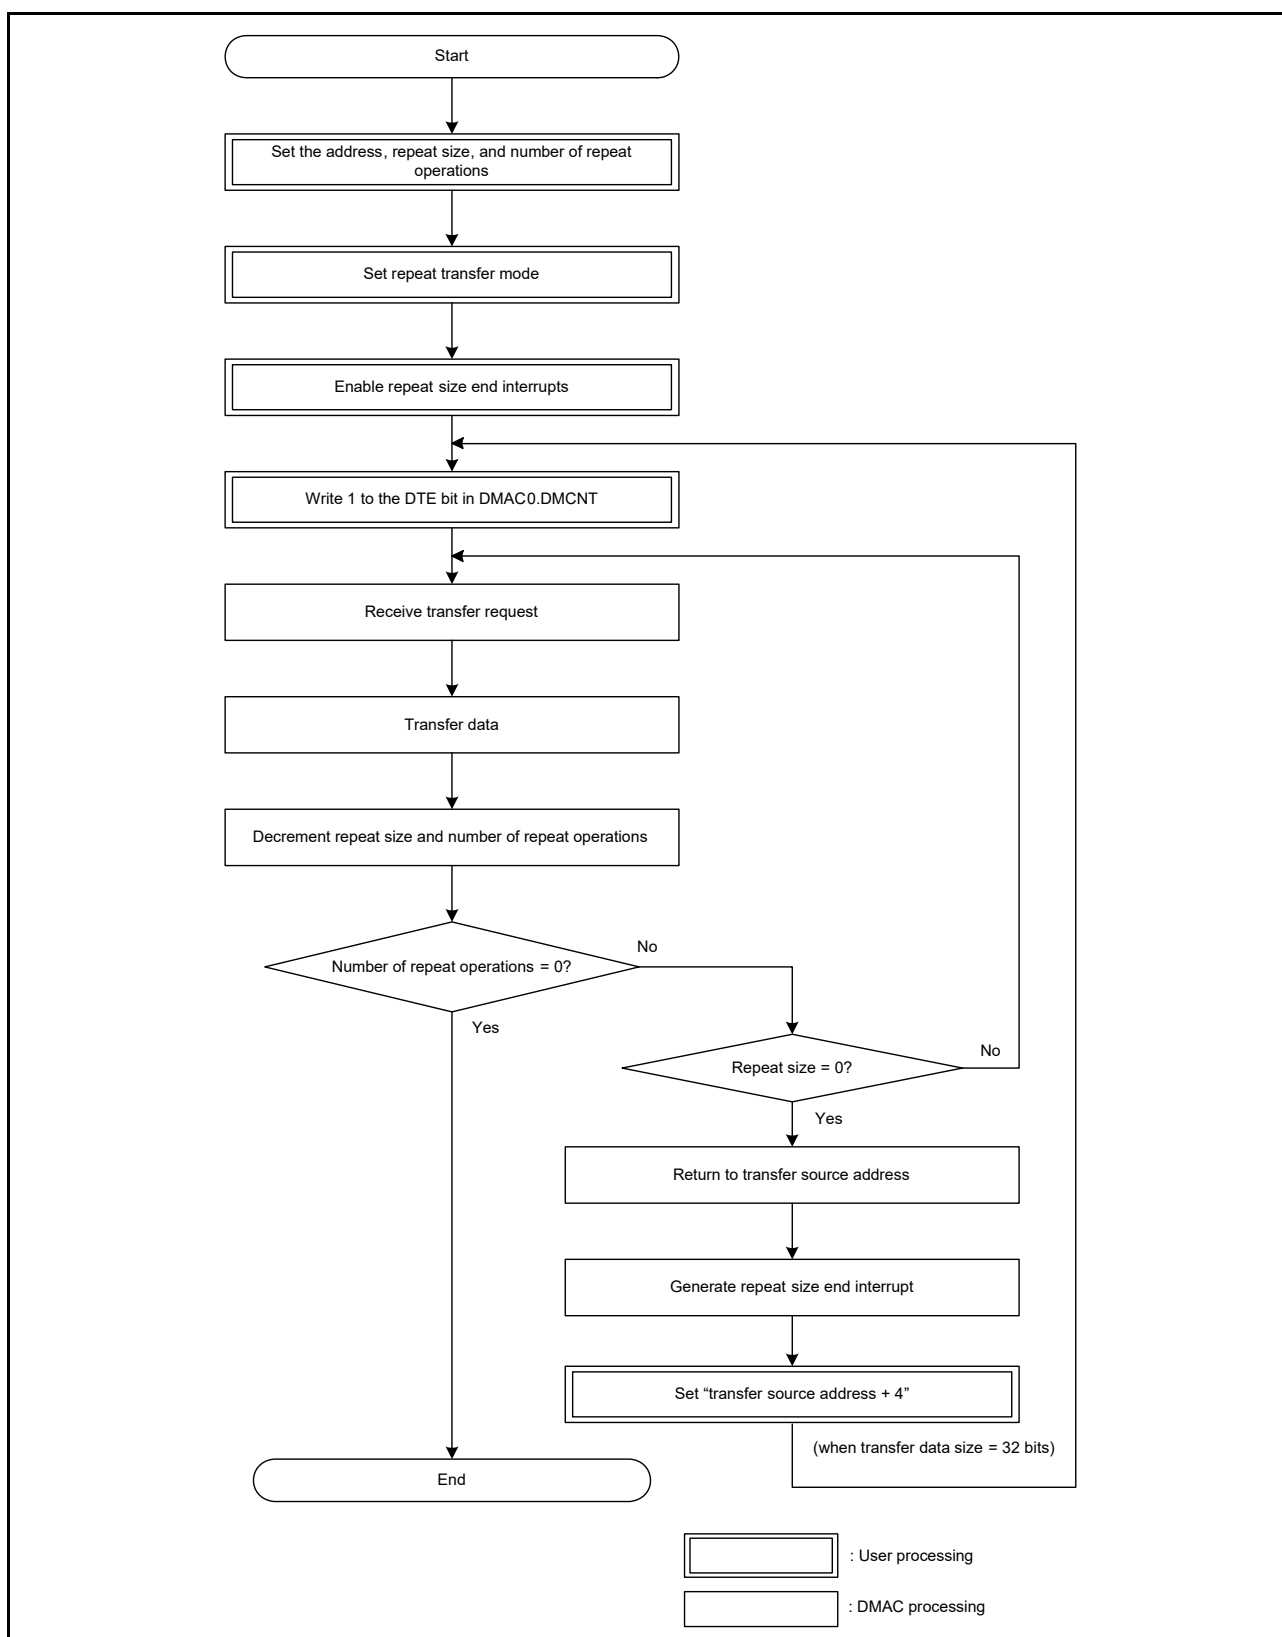 Start
Set the address, repeat size, and number of repeat
operations
Set repeat transfer mode
Enable repeat size end interrupts
Write 1 to the DTE bit in DMAC0.DMCNT
Receive transfer request
Transfer data
Decrement repeat size and number of repeat operations
Number of repeat operations = 0?
No
Yes
Repeat size = 0?
No
Yes
Return to transfer source address
Generate repeat size end interrupt
Set “transfer source address + 4”
(when transfer data size = 32 bits)
End
: User processing
: DMAC processing